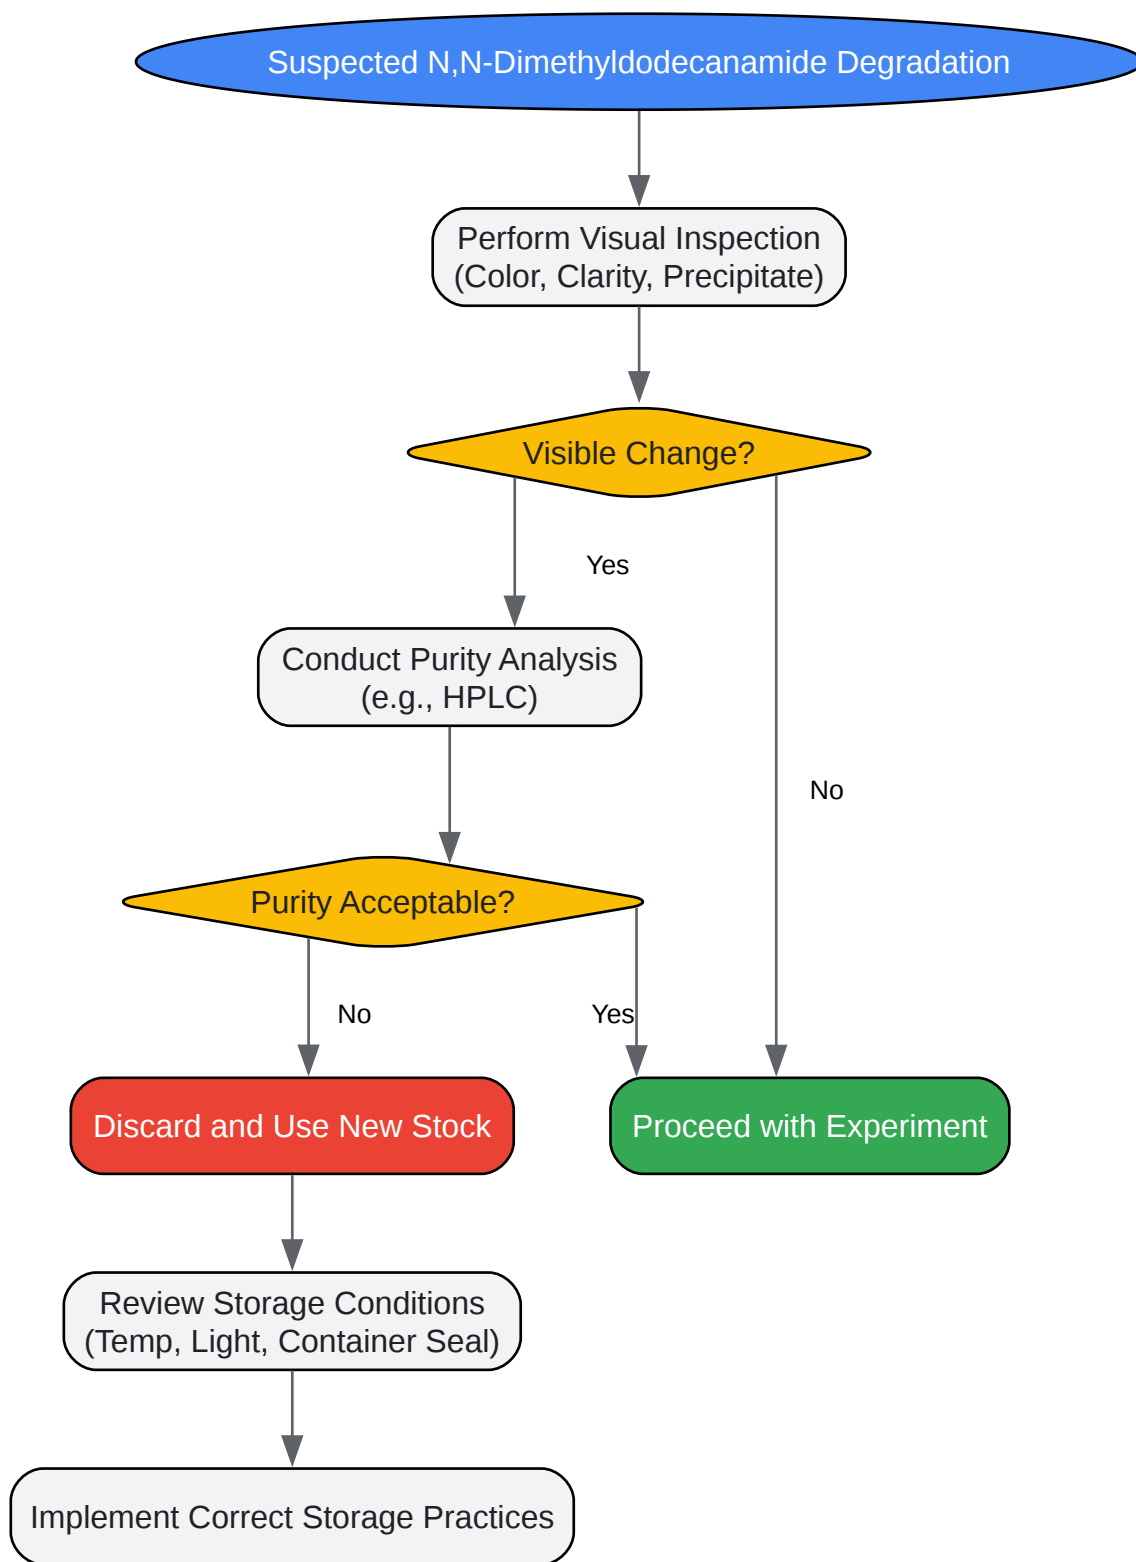 Suspected N,N-Dimethyldodecanamide Degradation
Perform Visual Inspection
(Color, Clarity, Precipitate)
Visible Change?
Yes
Conduct Purity Analysis
(e.g., HPLC)
No
Purity Acceptable?
No
Yes
Discard and Use New Stock
Proceed with Experiment
Review Storage Conditions
(Temp, Light, Container Seal)
Implement Correct Storage Practices